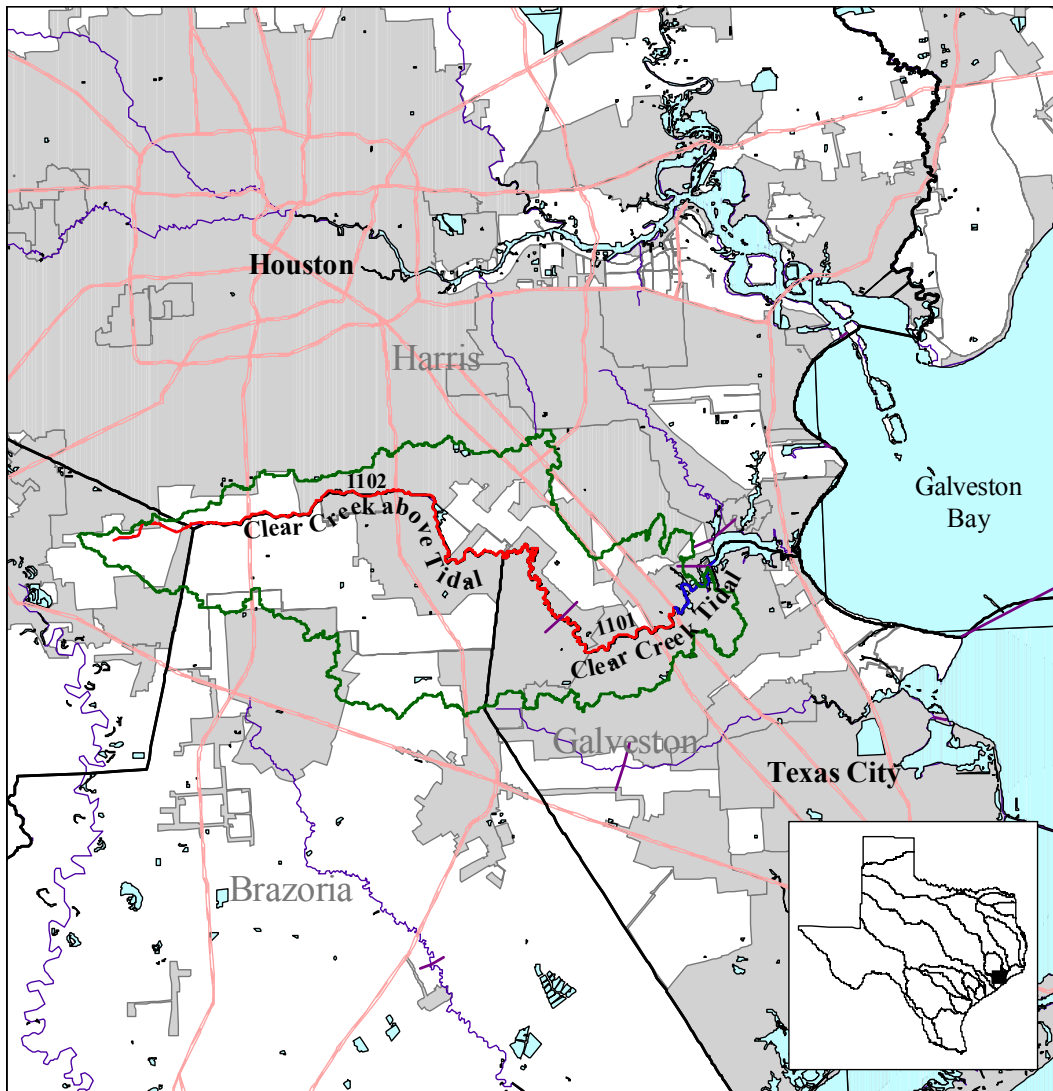 Houston
Harris
Galveston
Bay
1102
Clear Creek above Tidal
1101
Clear Creek Tidal
Galveston
Texas City
Brazoria